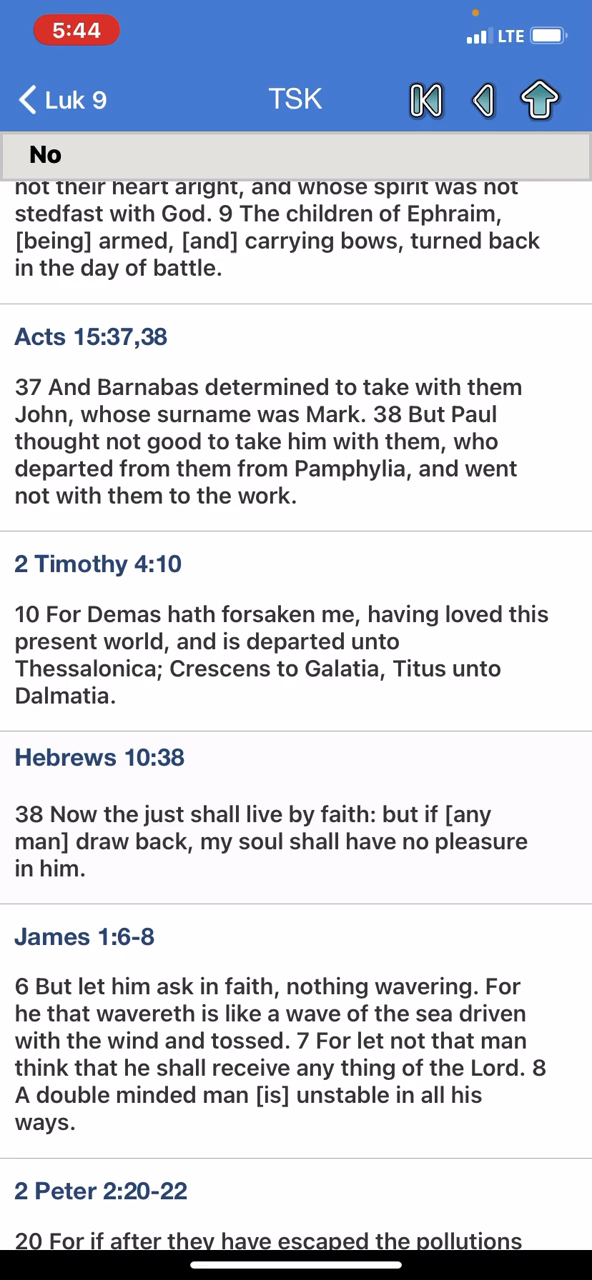 5:44
LTE
Luk 9
TSK
No
not their heart aright, and whose spirit was not
stedfast with God. 9 The children of Ephraim,
[being] armed, [and] carrying bows, turned back
in the day of battle.
Acts 15:37,38
37 And Barnabas determined to take with them
John, whose surname was Mark. 38 But Paul
thought not good to take him with them, who
departed from them from Pamphylia, and went
not with them to the work.
2 Timothy 4:10
10 For Demas hath forsaken me, having loved this
present world, and is departed unto
Thessalonica; Crescens to Galatia, Titus unto
Dalmatia.
Hebrews 10:38
38 Now the just shall live by faith: but if [any
man] draw back, my soul shall have no pleasure
in him.
James 1:6-8
6 But let him ask in faith, nothing wavering. For
he that wavereth is like a wave of the sea driven
with the wind and tossed. 7 For let not that man
think that he shall receive any thing of the Lord. 8
A double minded man [is] unstable in all his
ways.
2 Peter 2:20-22
20 For if after they have escaped the pollutions